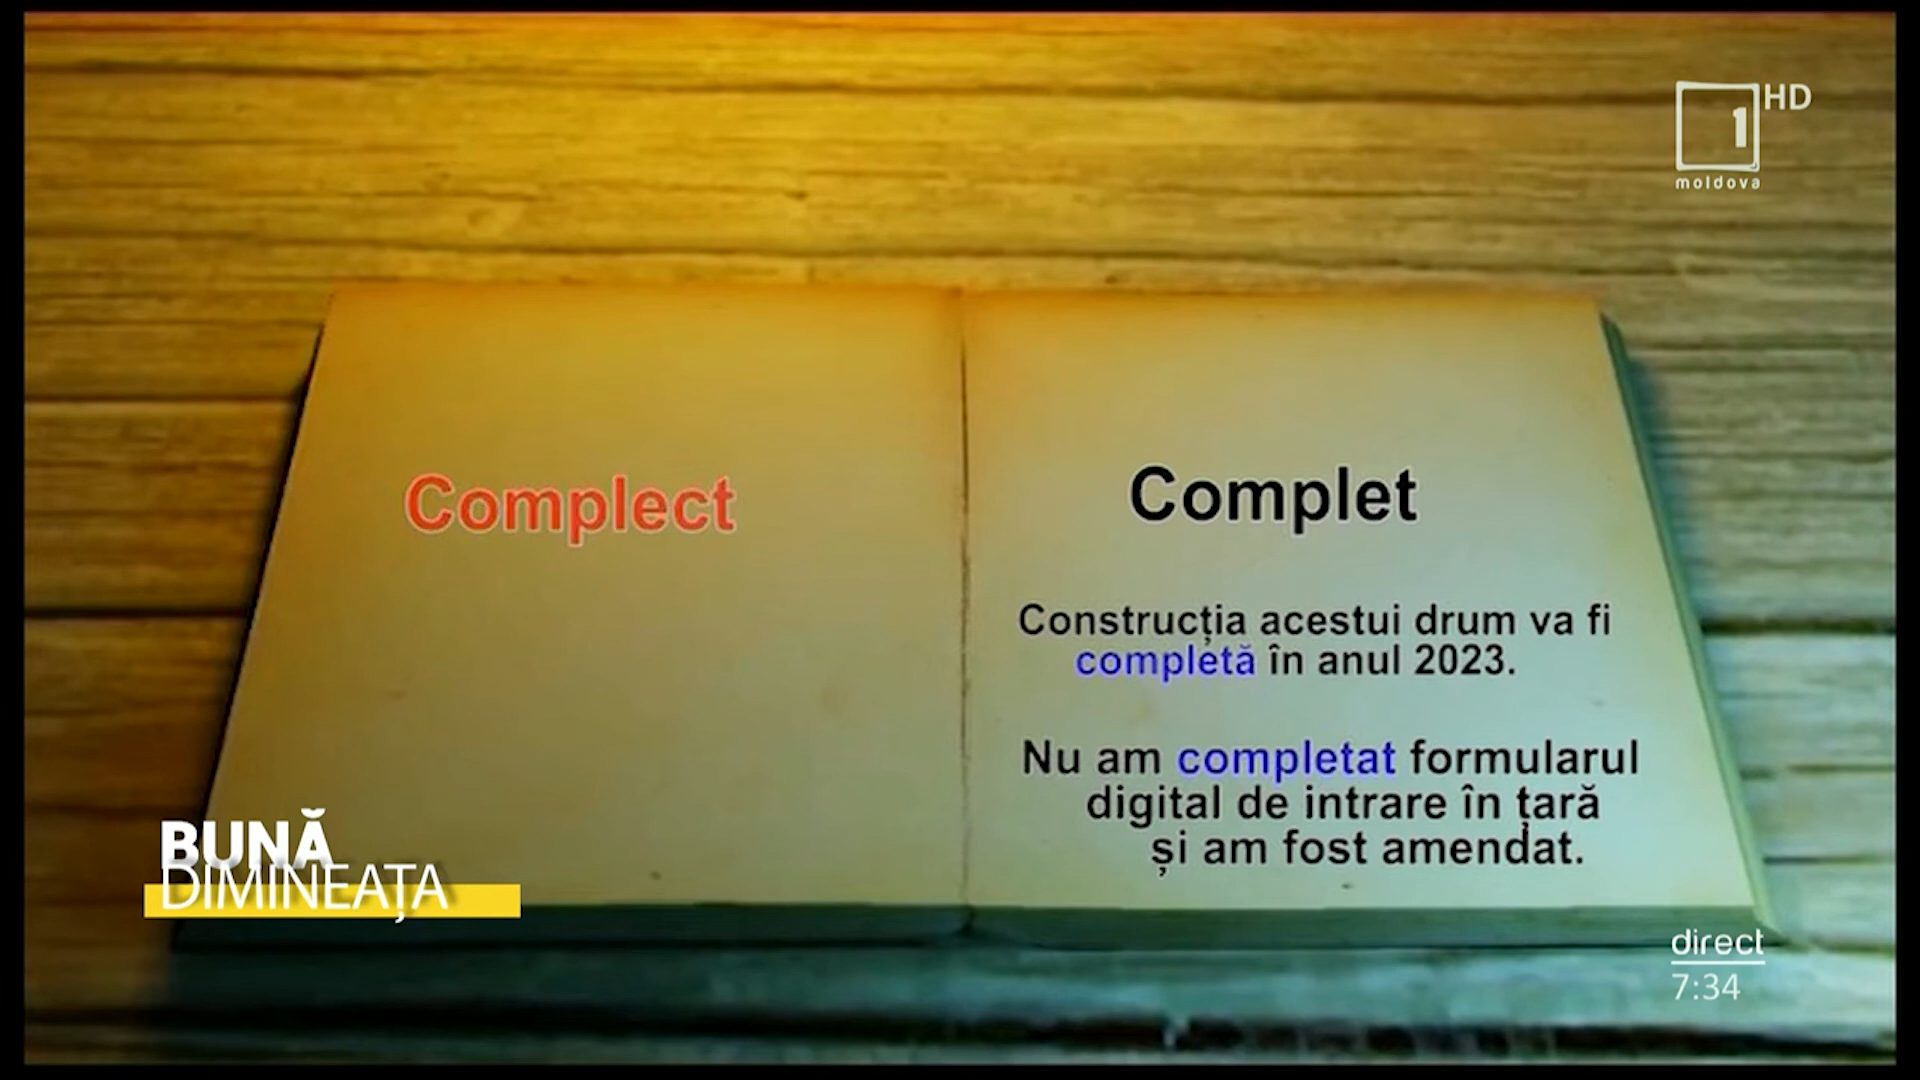 HD
1
moldova
Complect
Complet
Construcția acestui drum va fi
completă în anul 2023.
Nu am completat formularul
digital de intrare în țară
și am fost amendat.
BUNĂ
DIMINEAȚA
direct
7:34